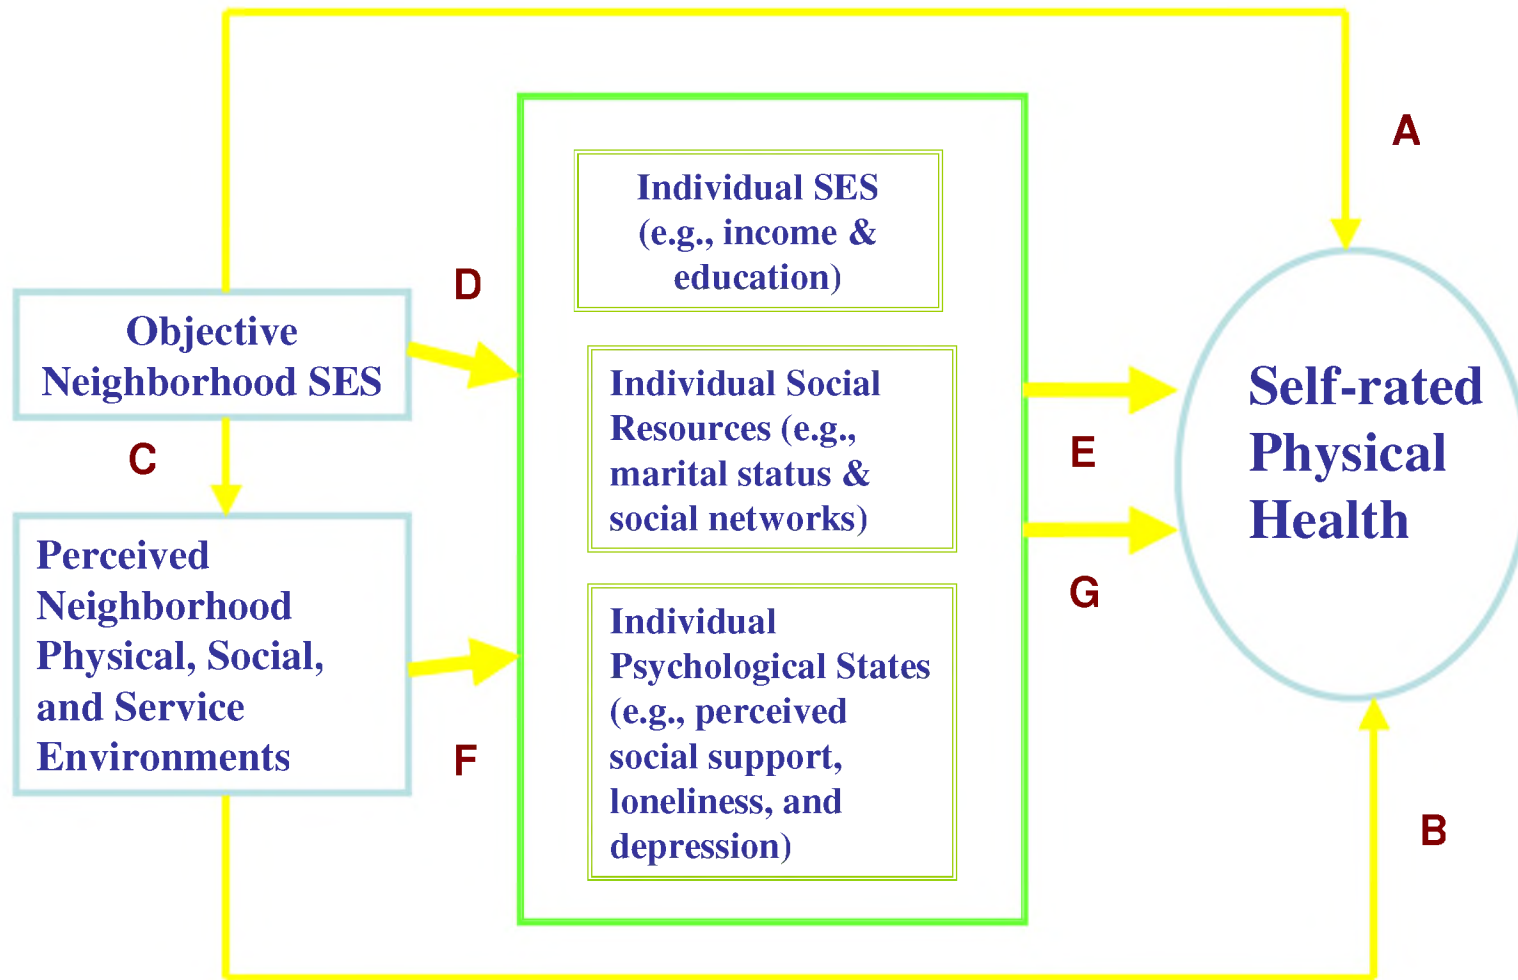 A
Individual SES
(e.g., income &
education)
D
Objective
Neighborhood SES
Individual Social
Resources (e.g.,
marital status &
social networks)
Self-rated
Physical
Health
C
E
Perceived
Neighborhood
Physical, Social,
and Service
Environments
G
Individual
Psychological States
(e.g., perceived
social support,
loneliness, and
depression)
F
B